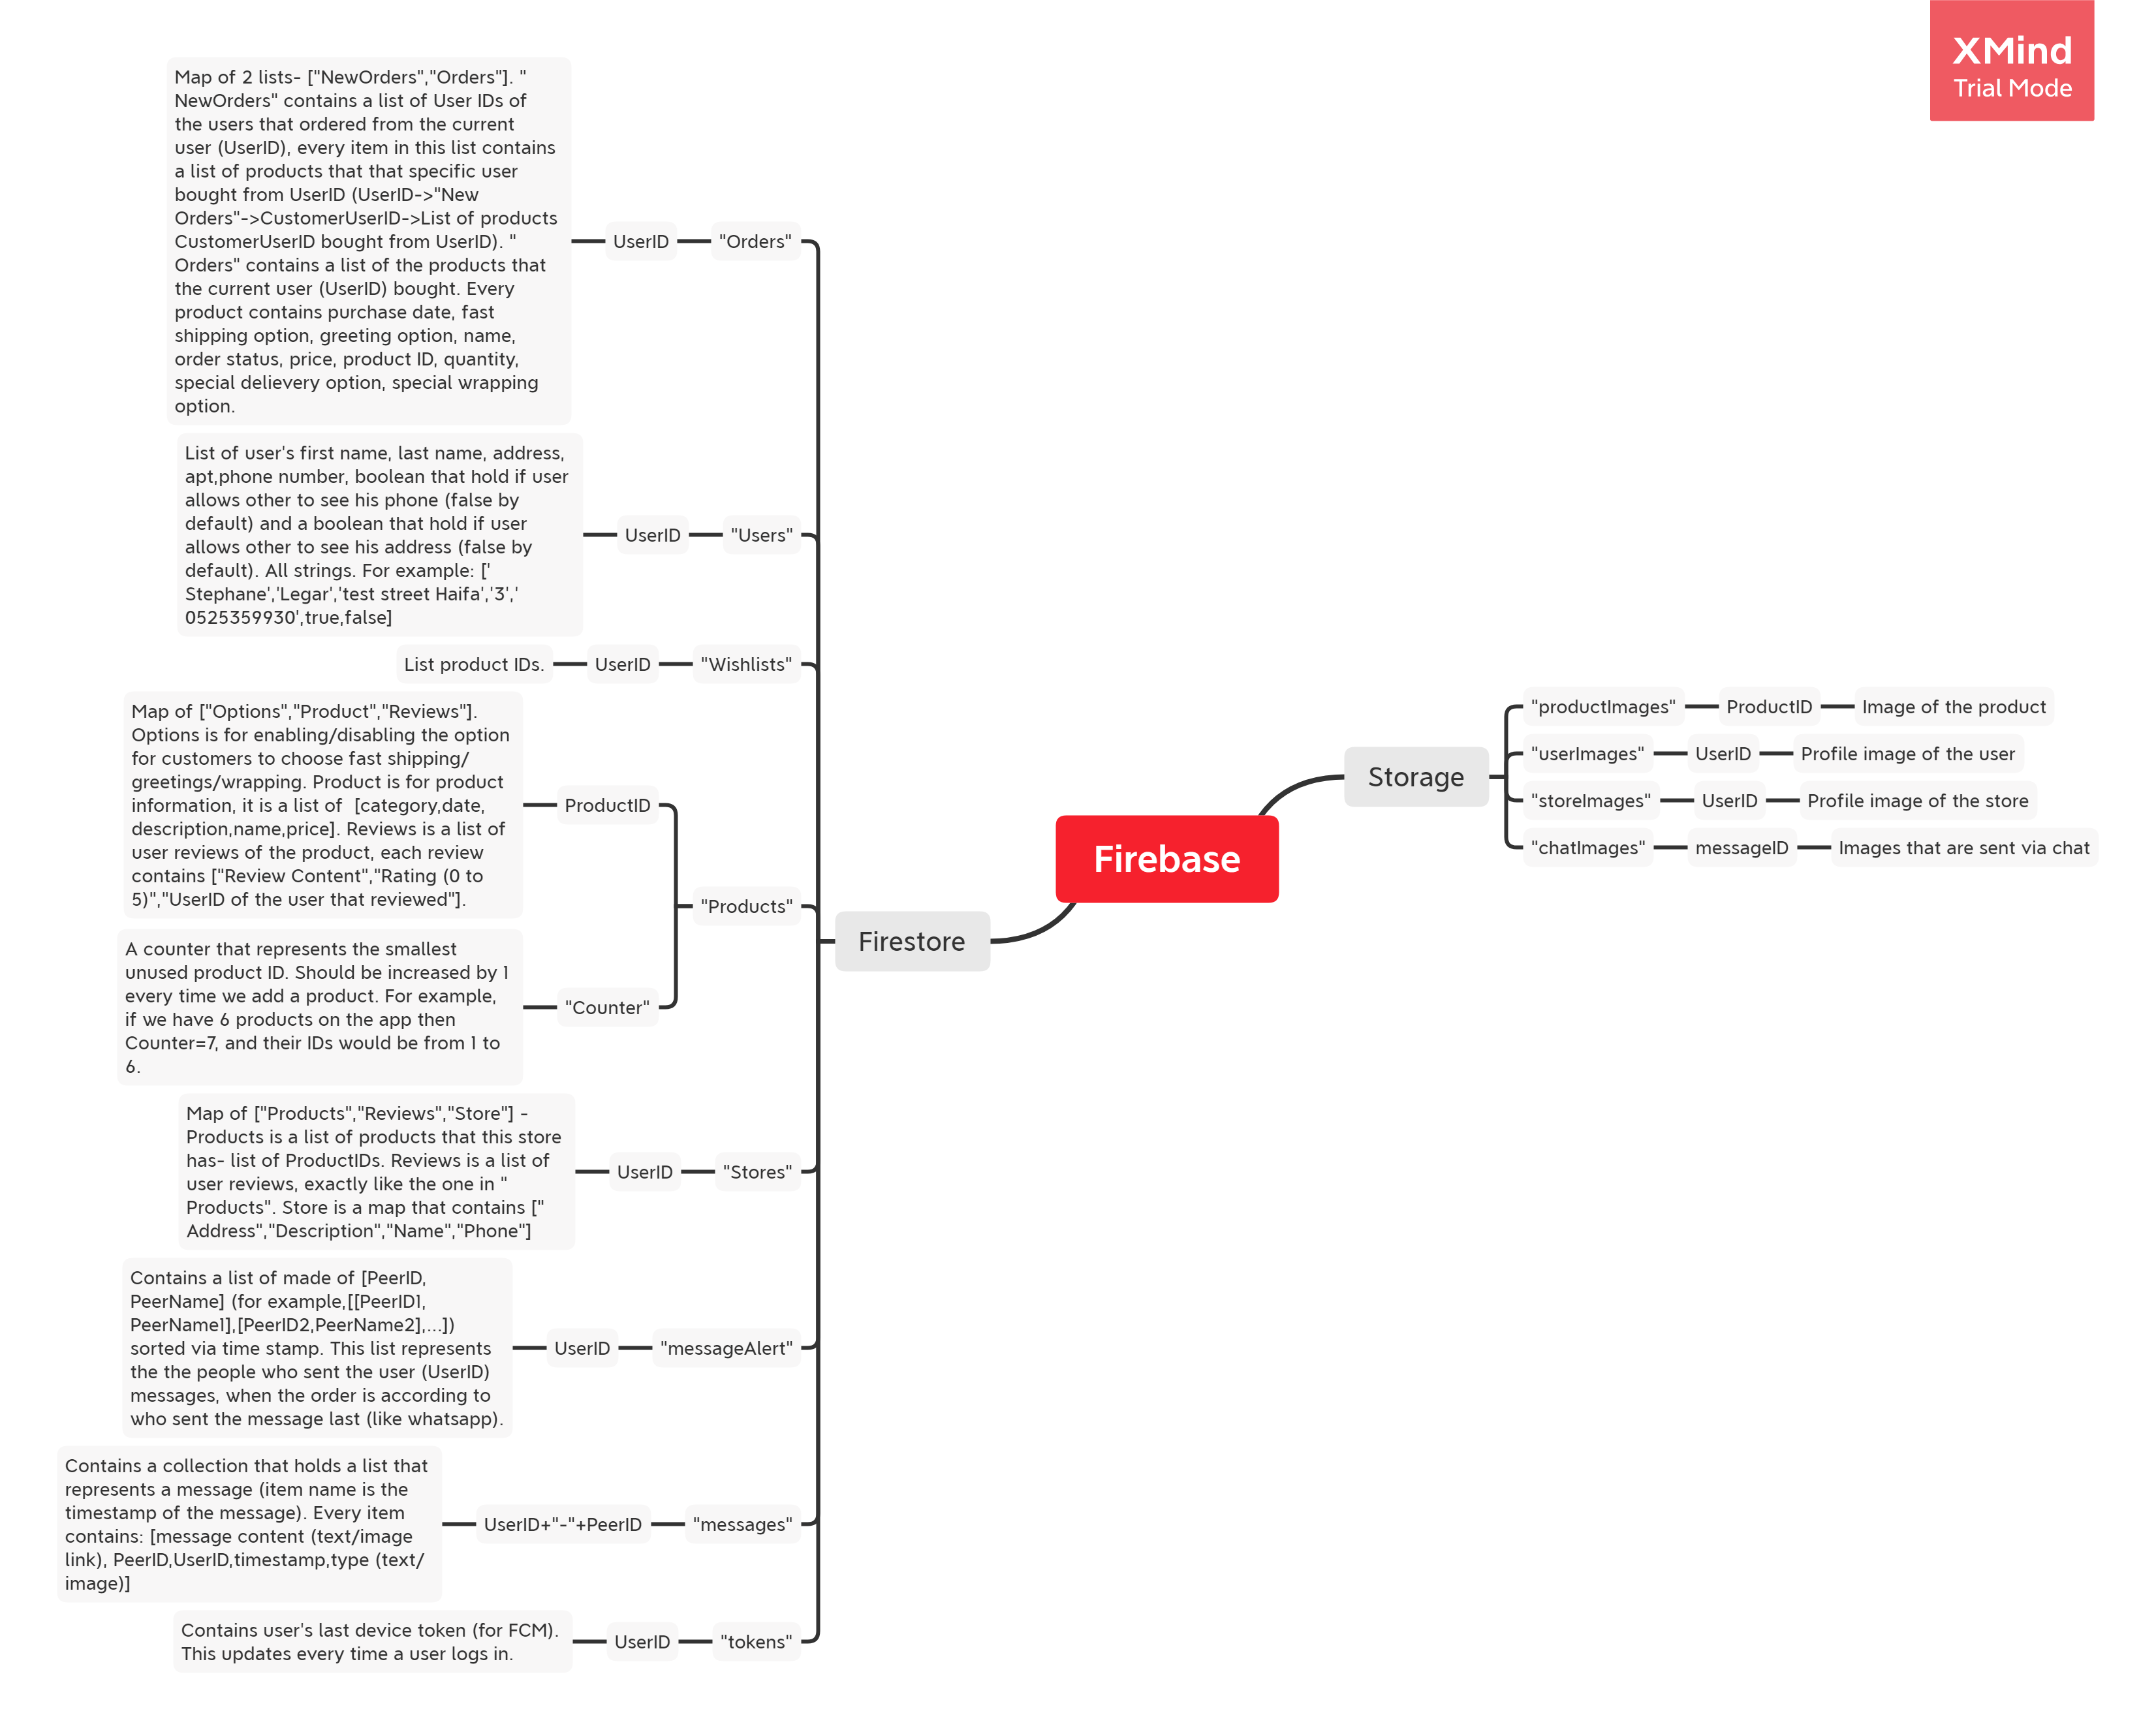 XMind
Trial Mode
Map of 2 lists- ["NewOrders","Orders"]. "
NewOrders" contains a list of User IDs of
the users that ordered from the current
user (UserID), every item in this list contains
a list of products that that specific user
bought from UserID (UserID->"New
Orders"->CustomerUserID->List of products
CustomerUserID bought from UserID). "
Orders" contains a list of the products that
the current user (UserID) bought. Every
product contains purchase date, fast
shipping option, greeting option, name,
order status, price, product ID, quantity,
special delievery option, special wrapping
option.
UserID
"Orders"
List of user's first name, last name, address,
apt,phone number, boolean that hold if user
allows other to see his phone (false by
default) and a boolean that hold if user
allows other to see his address (false by
default). All strings. For example: ['
Stephane','Legar','test street Haifa','3','
0525359930',true,false]
UserID
"Users"
List product IDs.
UserID
"Wishlists"
Map of ["Options","Product","Reviews"].
Options is for enabling/disabling the option
for customers to choose fast shipping/
greetings/wrapping. Product is for product
information, it is a list of  [category,date,
description,name,price]. Reviews is a list of
user reviews of the product, each review
contains ["Review Content","Rating (0 to
5)","UserID of the user that reviewed"].
ProductID
"Products"
A counter that represents the smallest
unused product ID. Should be increased by 1
every time we add a product. For example,
if we have 6 products on the app then
Counter=7, and their IDs would be from 1 to
6.
"Counter"
Map of ["Products","Reviews","Store"] -
Products is a list of products that this store
has- list of ProductIDs. Reviews is a list of
user reviews, exactly like the one in "
Products". Store is a map that contains ["
Address","Description","Name","Phone"]
UserID
"Stores"
Contains a list of made of [PeerID,
PeerName] (for example,[[PeerID1,
PeerName1],[PeerID2,PeerName2],...])
sorted via time stamp. This list represents
the the people who sent the user (UserID)
messages, when the order is according to
who sent the message last (like whatsapp).
UserID
"messageAlert"
Contains a collection that holds a list that
represents a message (item name is the
timestamp of the message). Every item
contains: [message content (text/image
link), PeerID,UserID,timestamp,type (text/
image)]
UserID+"-"+PeerID
"messages"
Contains user's last device token (for FCM).
This updates every time a user logs in.
UserID
"tokens"
Firestore
Firebase
Storage
"productImages"
ProductID
Image of the product
"userImages"
UserID
Profile image of the user
"storeImages"
UserID
Profile image of the store
"chatImages"
messageID
Images that are sent via chat